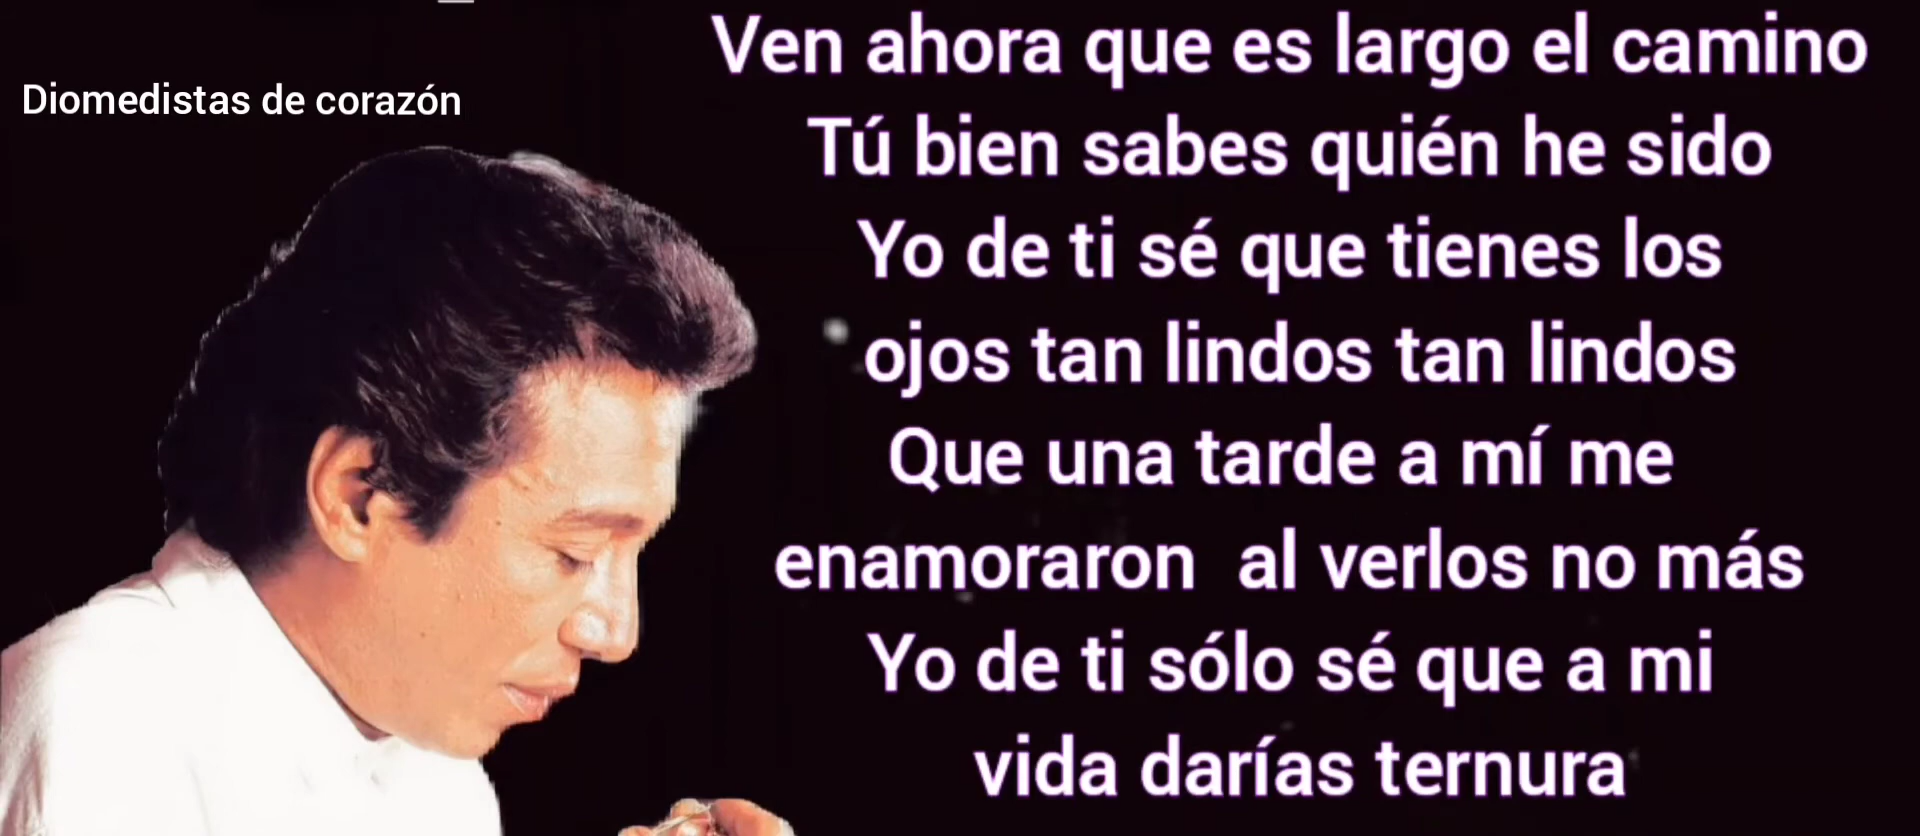 Diomedistas de corazón
Ven ahora que es largo el camino
Tú bien sabes quién he sido
Yo de ti sé que tienes los
ojos tan lindos tan lindos
Que una tarde a mí me
enamoraron al verlos no más
Yo de ti sólo sé que a mi
vida darías ternura